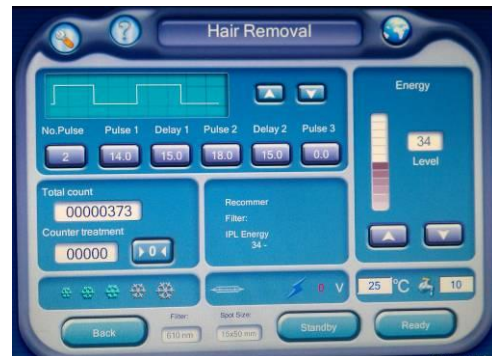 Hair Removal
No.Pulse Pulse 1 Delay 1 Pulse 2 Delay 2 Pulse 3
2 14.0 15.0 18.0 15.0 0.0
Energy
34
Level
Total count
00000373
Counter treatment
00000 0
Recommer
Filter:
IPL Energy
34 -
0 V
25 °C 10
Filter: Spot Size:
Back 610 nm 15x50 mm Standby Ready